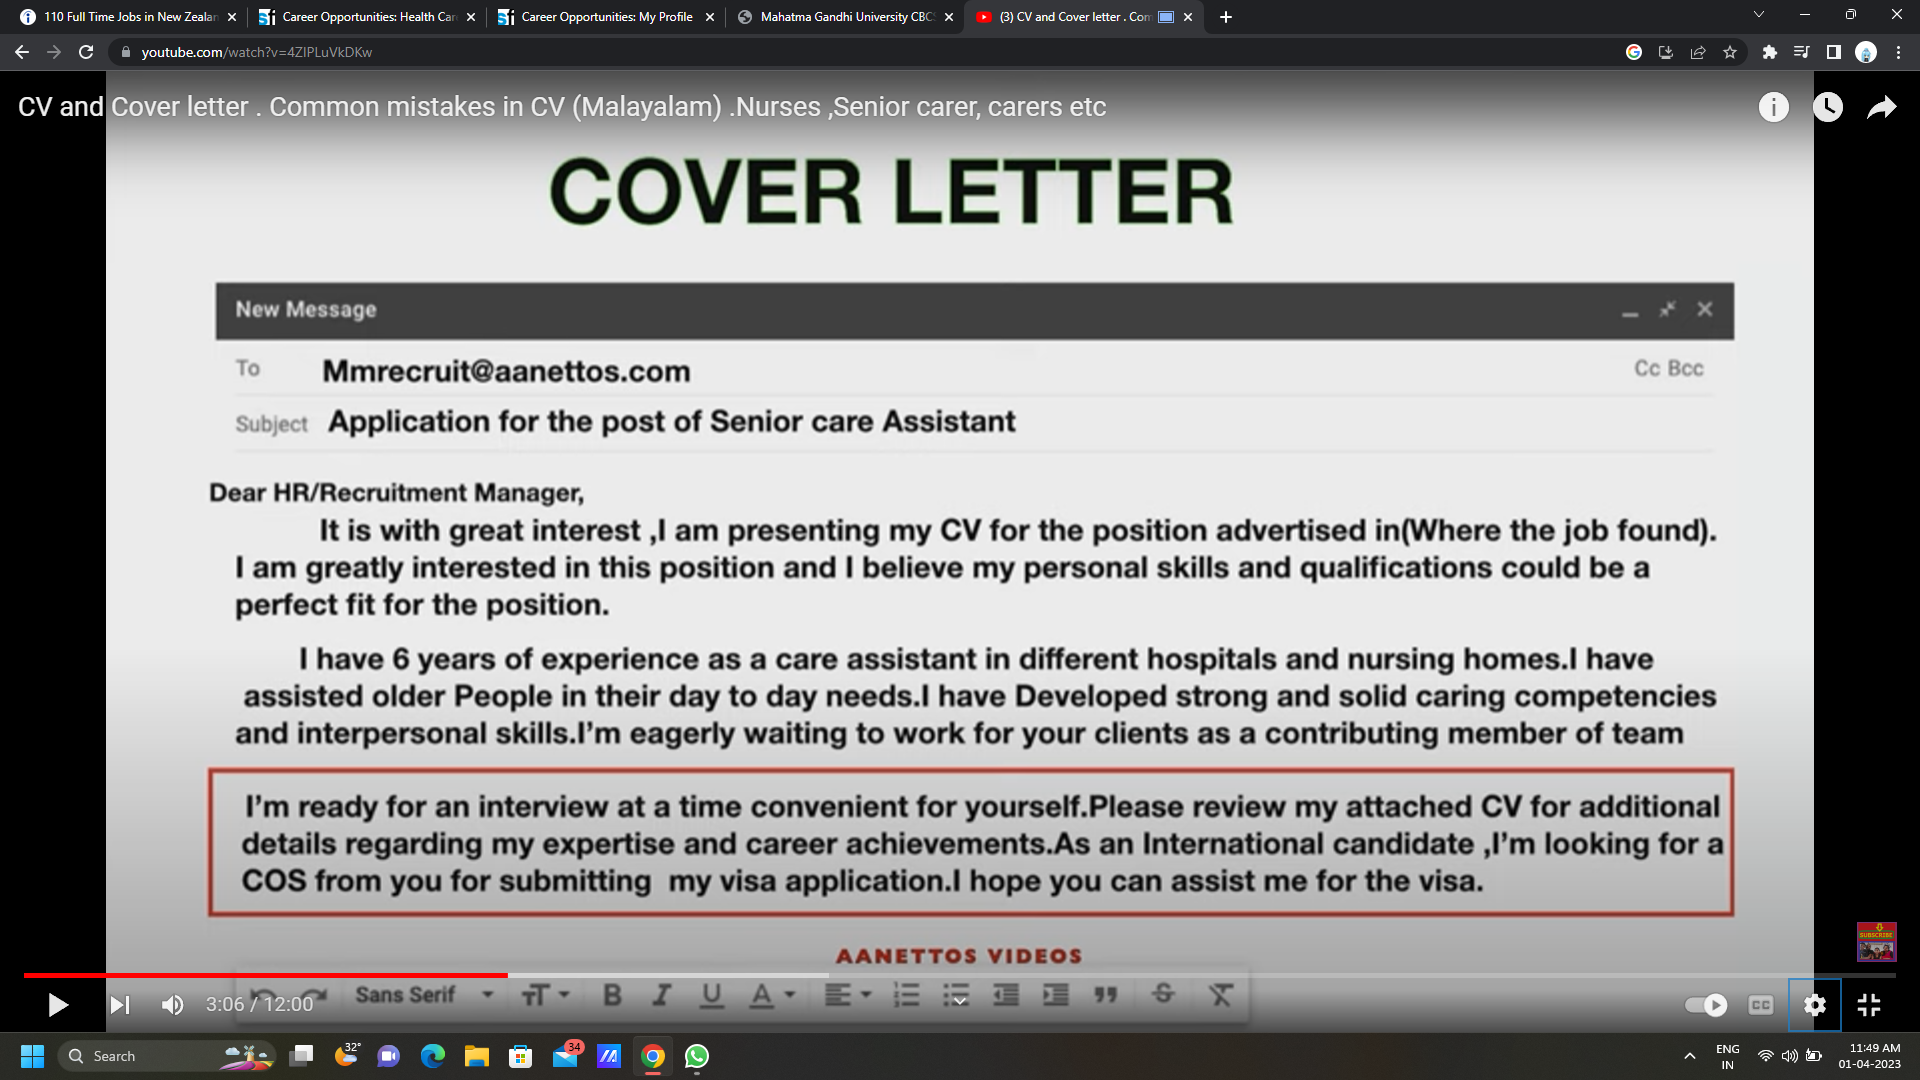 110 Full Time Jobs in New Zealan
Career Opportunities: Health Car
Career Opportunities: My Profile
Mahatma Gandhi University CBC
(3) CV and Cover letter . Com
youtube.com/watch?v=4ZIPLuVkDKw
CV and Cover letter . Common mistakes in CV (Malayalam) .Nurses ,Senior carer, carers etc
COVER LETTER
New Message
To Mmrecruit@aanettos.com Cc Bcc
Subject Application for the post of Senior care Assistant
Dear HR/Recruitment Manager,
It is with great interest ,I am presenting my CV for the position advertised in(Where the job found).
I am greatly interested in this position and I believe my personal skills and qualifications could be a
perfect fit for the position.
I have 6 years of experience as a care assistant in different hospitals and nursing homes.I have
assisted older People in their day to day needs.I have Developed strong and solid caring competencies
and interpersonal skills.I'm eagerly waiting to work for your clients as a contributing member of team
I'm ready for an interview at a time convenient for yourself.Please review my attached CV for additional
details regarding my expertise and career achievements.As an International candidate ,I'm looking for a
COS from you for submitting my visa application.I hope you can assist me for the visa.
SUBSCRIBE
AANETTOS VIDEOS
3:06 / 12:00
Sans Serif
CC
Search
32°
34
ENG
IN
11:49 AM
01-04-2023